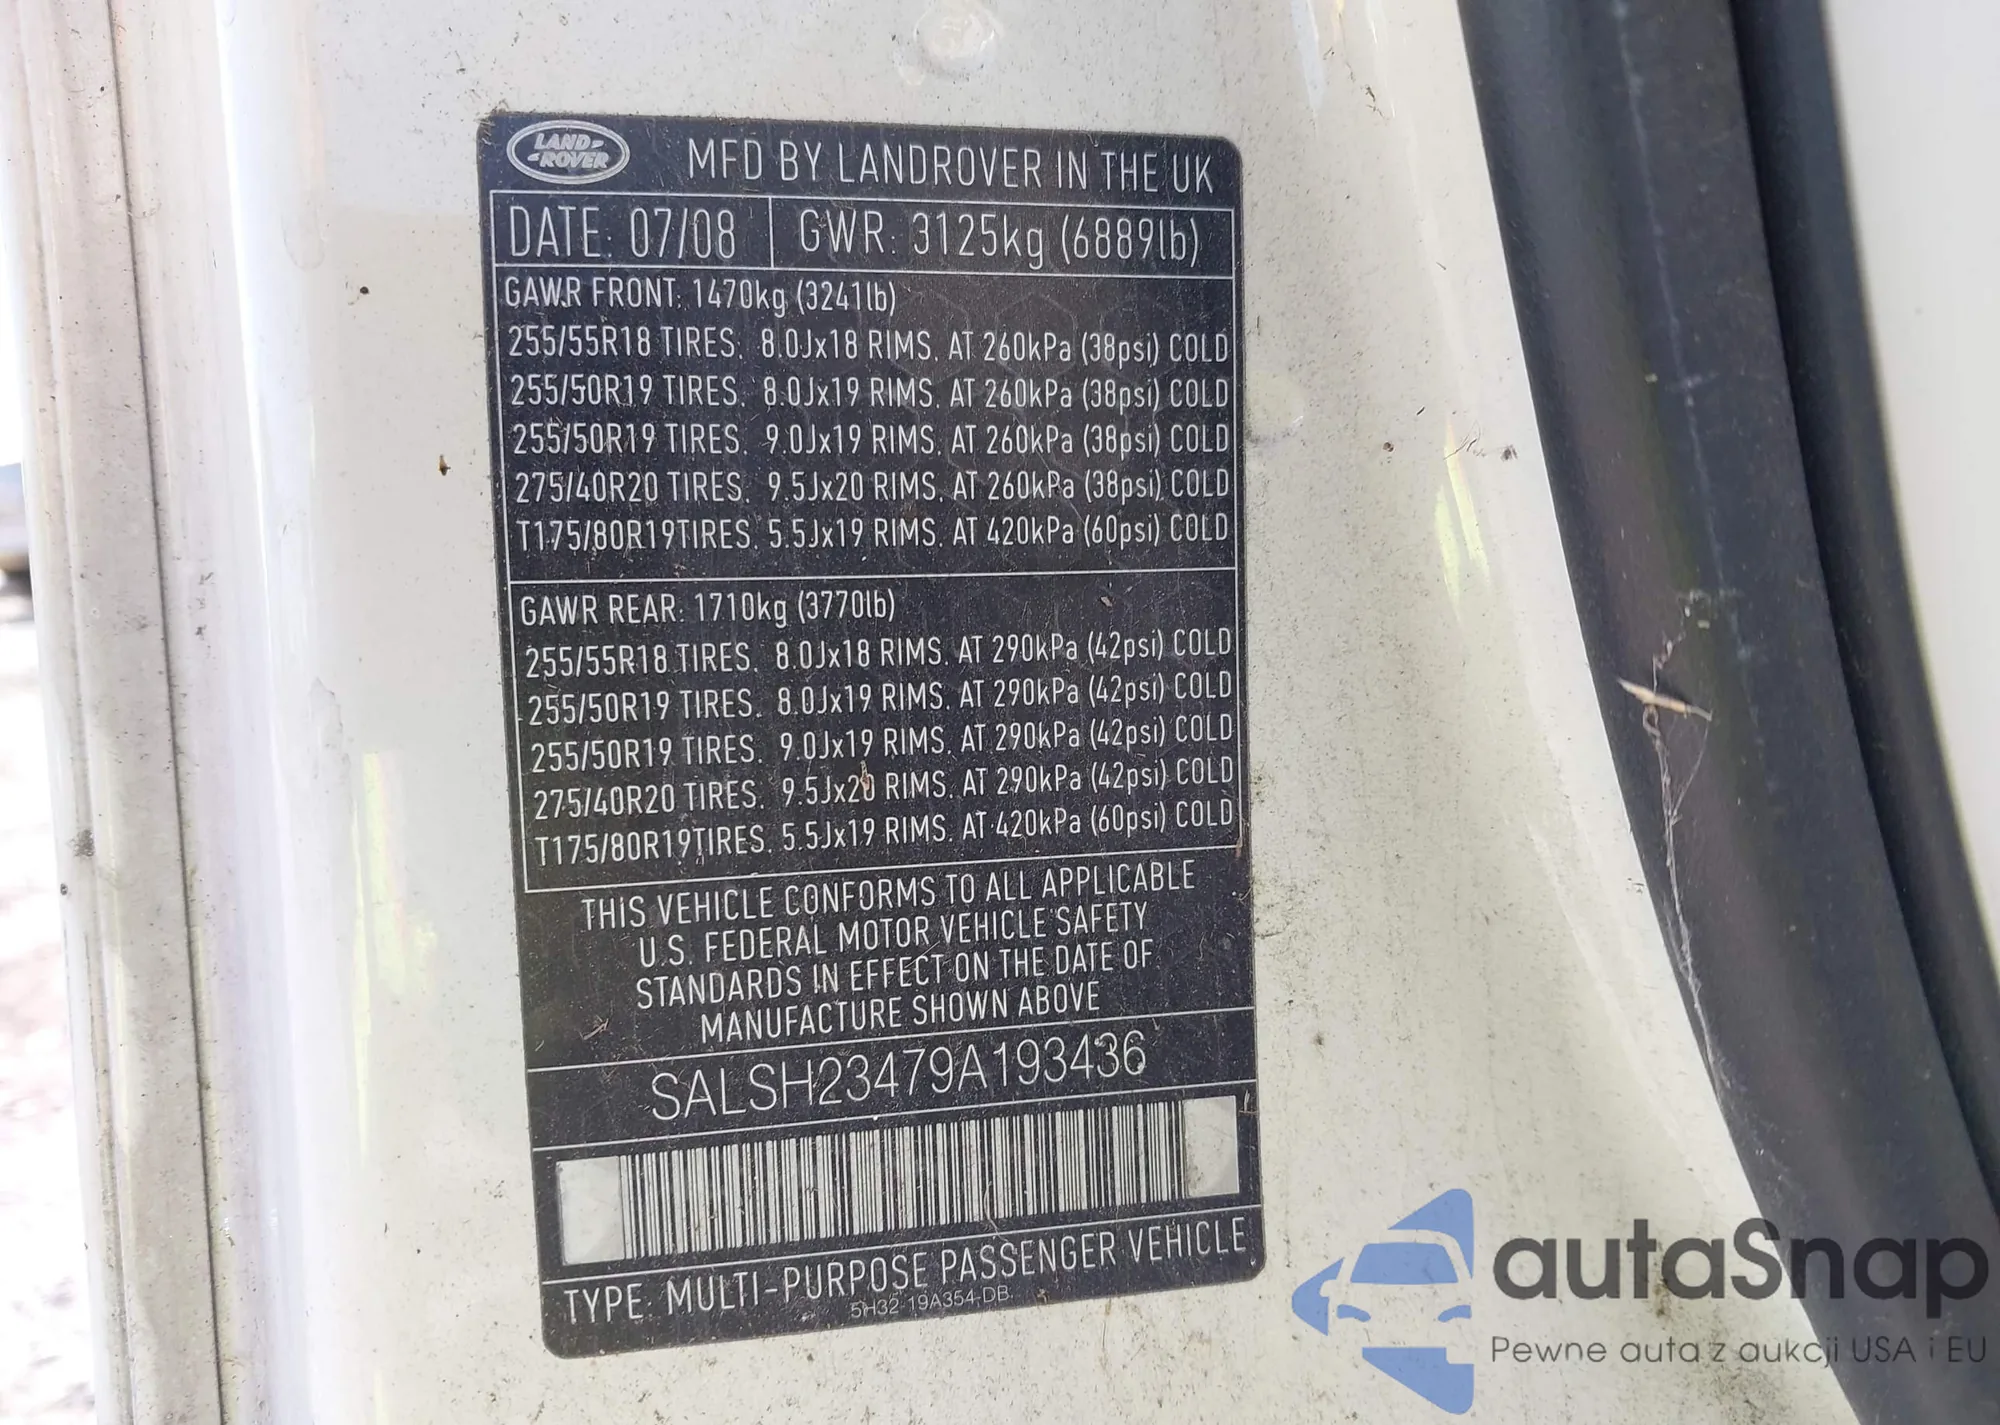 LAND ROVER
MFD BY LANDROVER IN THE UK
DATE: 07/08
GWR: 3125kg (6889lb)
GAWR FRONT: 1470kg (3241lb)
255/55R18 TIRES. 8.0Jx18 RIMS. AT 260kPa (38psi) COLD
255/50R19 TIRES. 8.0Jx19 RIMS. AT 260kPa (38psi) COLD
255/50R19 TIRES. 9.0Jx19 RIMS. AT 260kPa (38psi) COLD
275/40R20 TIRES. 9.5Jx20 RIMS. AT 260kPa (38psi) COLD
T175/80R19TIRES. 5.5Jx19 RIMS. AT 420kPa (60psi) COLD
GAWR REAR: 1710kg (3770lb)
255/55R18 TIRES. 8.0Jx18 RIMS. AT 290kPa (42psi) COLD
255/50R19 TIRES. 8.0Jx19 RIMS. AT 290kPa (42psi) COLD
255/50R19 TIRES. 9.0Jx19 RIMS. AT 290kPa (42psi) COLD
275/40R20 TIRES. 9.5Jx20 RIMS. AT 290kPa (42psi) COLD
T175/80R19TIRES. 5.5Jx19 RIMS. AT 420kPa (60psi) COLD
THIS VEHICLE CONFORMS TO ALL APPLICABLE
U.S. FEDERAL MOTOR VEHICLE SAFETY
STANDARDS IN EFFECT ON THE DATE OF
MANUFACTURE SHOWN ABOVE
SALSH23479A193436
TYPE: MULTI-PURPOSE PASSENGER VEHICLE
5H32-19A354-DB
autaSnap
Pewne auta z aukcji USA i EU